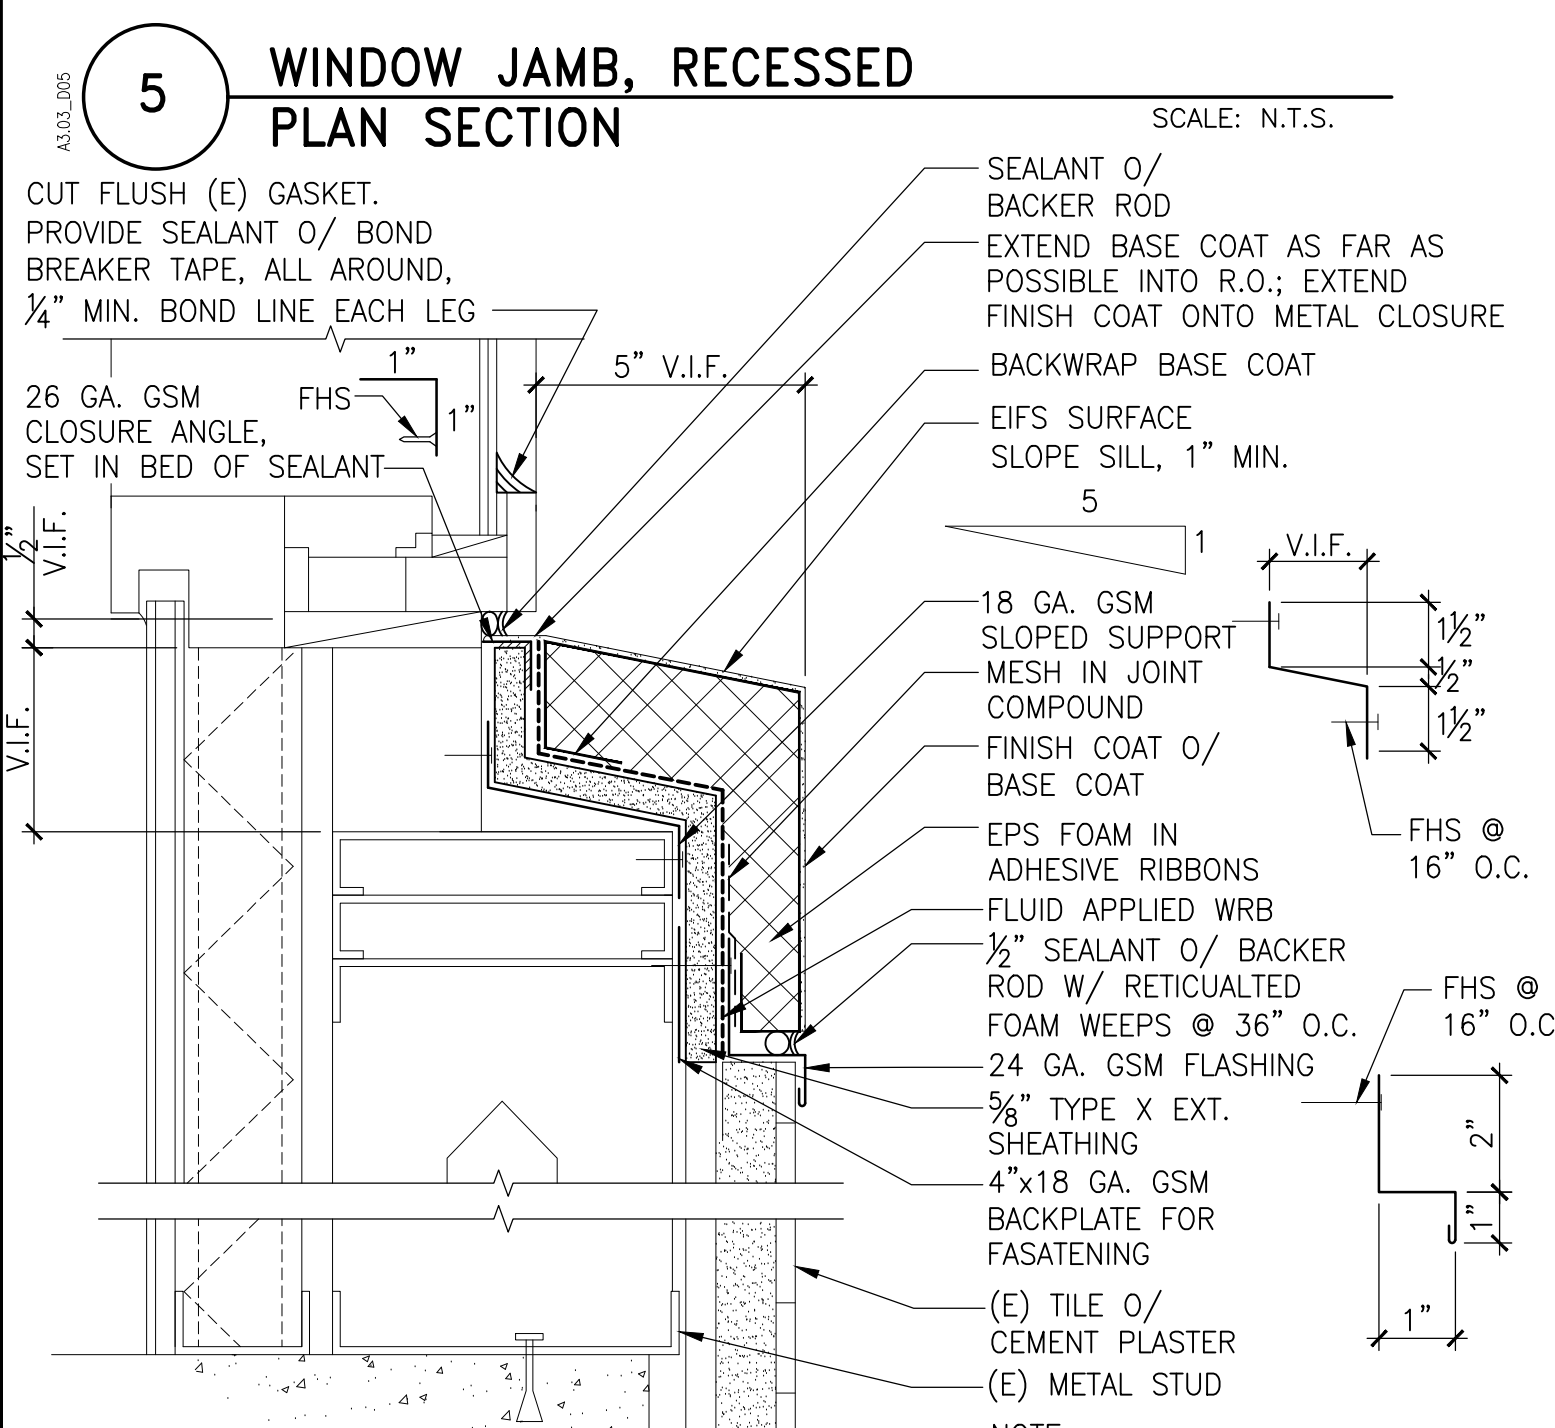 A3.03_D05
5
WINDOW JAMB, RECESSED
PLAN SECTION
SCALE: N.T.S.
CUT FLUSH (E) GASKET.
PROVIDE SEALANT O/ BOND
BREAKER TAPE, ALL AROUND,
1/4" MIN. BOND LINE EACH LEG
26 GA. GSM
CLOSURE ANGLE,
SET IN BED OF SEALANT
FHS
1"
1"
5" V.I.F.
1/2"
V.I.F.
V.I.F.
SEALANT O/
BACKER ROD
EXTEND BASE COAT AS FAR AS
POSSIBLE INTO R.O.; EXTEND
FINISH COAT ONTO METAL CLOSURE
BACKWRAP BASE COAT
EIFS SURFACE
SLOPE SILL, 1" MIN.
5
1
18 GA. GSM
SLOPED SUPPORT
MESH IN JOINT
COMPOUND
FINISH COAT O/
BASE COAT
EPS FOAM IN
ADHESIVE RIBBONS
FLUID APPLIED WRB
1/2" SEALANT O/ BACKER
ROD W/ RETICUALTED
FOAM WEEPS @ 36" O.C.
24 GA. GSM FLASHING
5/8" TYPE X EXT.
SHEATHING
4"x18 GA. GSM
BACKPLATE FOR
FASATENING
(E) TILE O/
CEMENT PLASTER
(E) METAL STUD
V.I.F.
1 1/2"
1/2"
1 1/2"
FHS @
16" O.C.
FHS @
16" O.C
2"
1"
1"